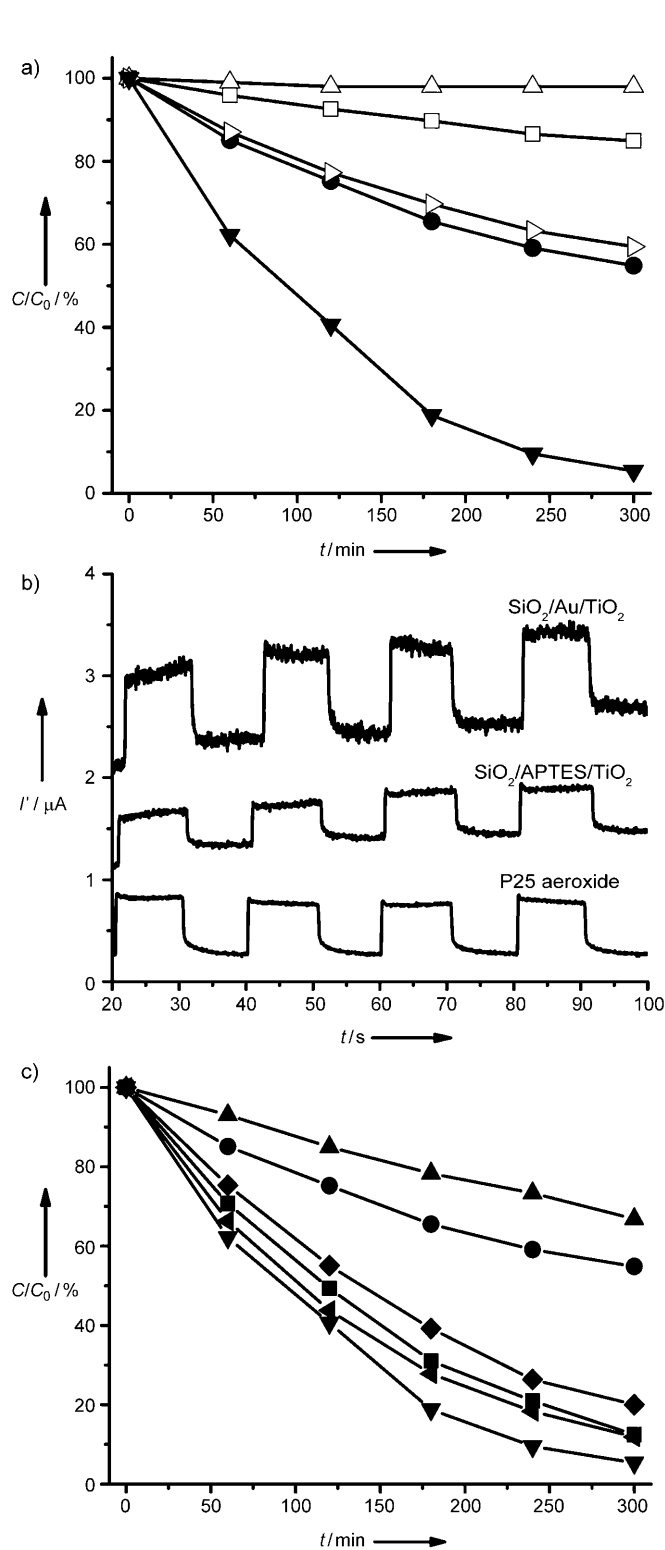 a)
100
80
60
C/C₀ / %
40
20
0
0 50 100 150 200 250 300
t / min
b)
4
SiO₂/Au/TiO₂
3
2
SiO₂/APTES/TiO₂
I' / μA
1
P25 aeroxide
0
20 30 40 50 60 70 80 90 100
t / s
c)
100
80
60
C/C₀ / %
40
20
0
0 50 100 150 200 250 300
t / min